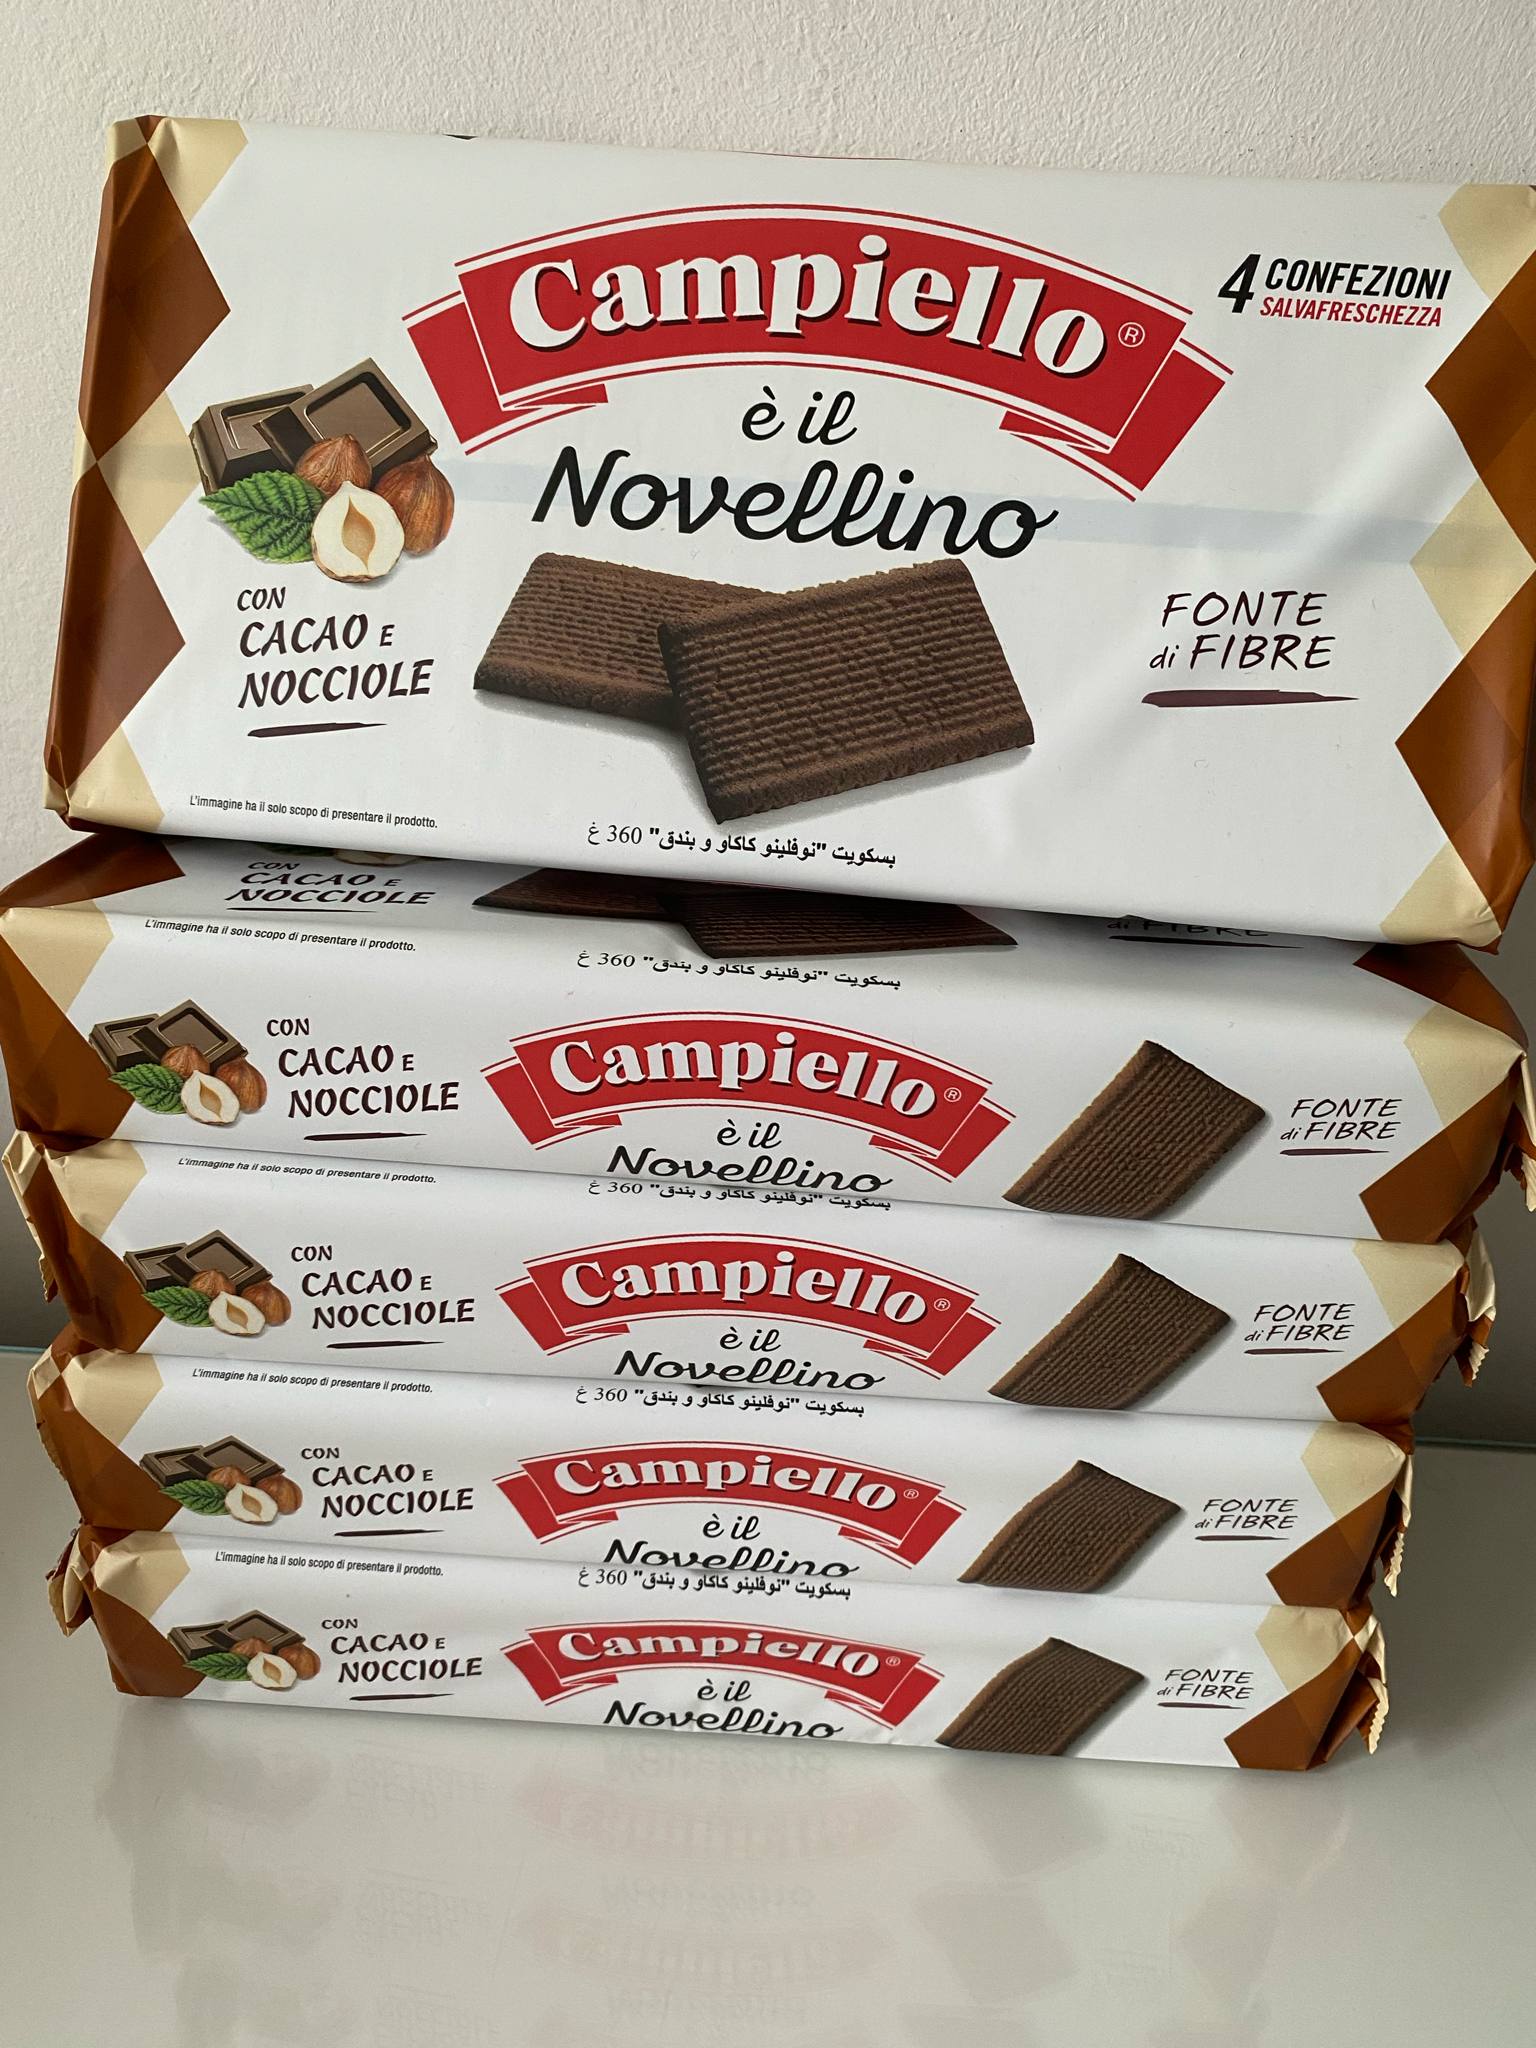 Campiello®
4 CONFEZIONI
SALVAFRESCHEZZA
è il
Novellino
CON
CACAO E
NOCCIOLE
FONTE
di FIBRE
L'immagine ha il solo scopo di presentare il prodotto.
بسكويت "نوفلينو كاكاو و بندق" 360 غ
CON
CACAO E
NOCCIOLE
di FIBRE
L'immagine ha il solo scopo di presentare il prodotto.
بسكويت "نوفلينو كاكاو و بندق" 360 غ
CON
CACAO E
NOCCIOLE
Campiello®
è il
Novellino
FONTE
di FIBRE
L'immagine ha il solo scopo di presentare il prodotto.
بسكويت "نوفلينو كاكاو و بندق" 360 غ
CON
CACAO E
NOCCIOLE
Campiello®
è il
Novellino
FONTE
di FIBRE
L'immagine ha il solo scopo di presentare il prodotto.
بسكويت "نوفلينو كاكاو و بندق" 360 غ
CON
CACAO E
NOCCIOLE
Campiello®
è il
Novellino
FONTE
di FIBRE
L'immagine ha il solo scopo di presentare il prodotto.
بسكويت "نوفلينو كاكاو و بندق" 360 غ
CON
CACAO E
NOCCIOLE
Campiello®
è il
Novellino
FONTE
di FIBRE